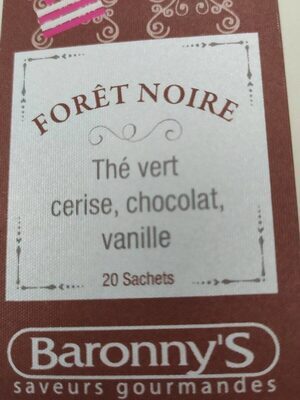 FORÊT NOIRE
Thé vert
cerise, chocolat,
vanille
20 Sachets
Baronny'S
saveurs gourmandes